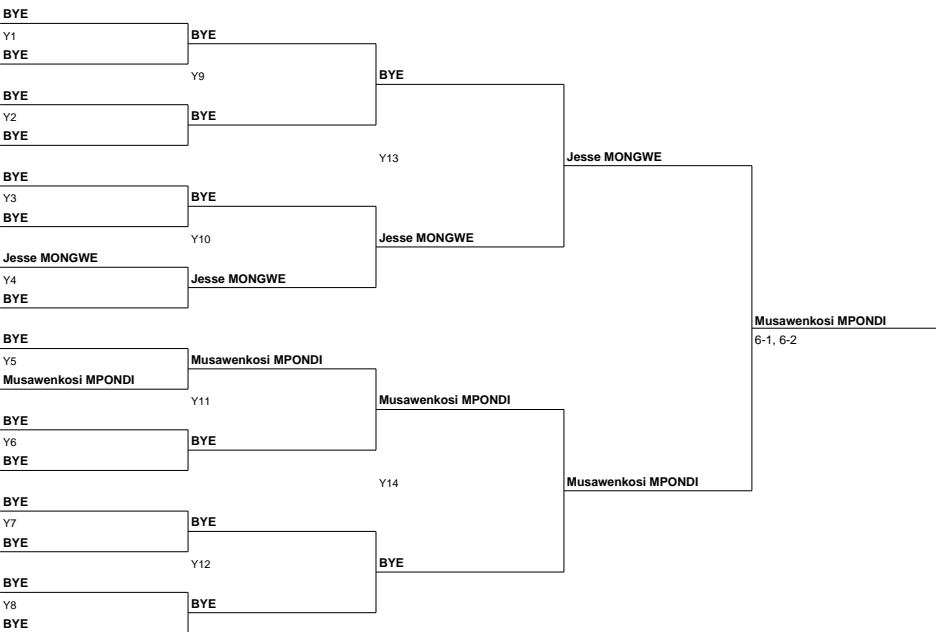 BYE
Y1
BYE
BYE
Y9
BYE
BYE
Y2
BYE
BYE
Y13
Jesse MONGWE
BYE
Y3
BYE
BYE
Y10
Jesse MONGWE
Jesse MONGWE
Y4
Jesse MONGWE
BYE
Musawenkosi MPONDI
6-1, 6-2
BYE
Y5
Musawenkosi MPONDI
Musawenkosi MPONDI
Y11
Musawenkosi MPONDI
BYE
Y6
BYE
BYE
Y14
Musawenkosi MPONDI
BYE
Y7
BYE
BYE
Y12
BYE
BYE
Y8
BYE
BYE